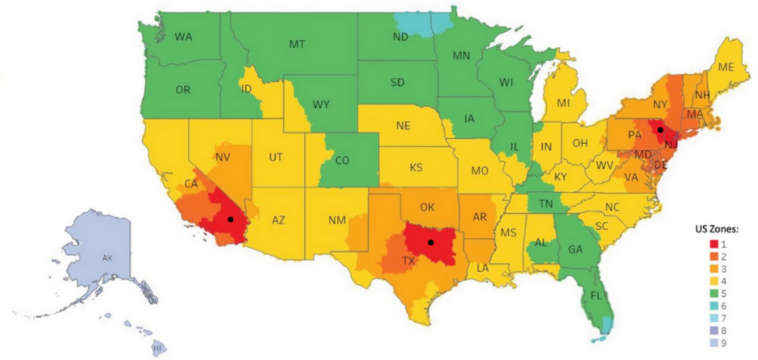 WA
MT
ND
MN
ME
OR
ID
WY
SD
WI
MI
NY
NH
MA
IA
NE
PA
NJ
IL
IN
OH
MD
DE
NV
UT
CO
KS
MO
WV
VA
KY
CA
AZ
NM
OK
AR
TN
NC
SC
MS
AL
GA
TX
LA
FL
AK
HI
US Zones:
1
2
3
4
5
6
7
8
9